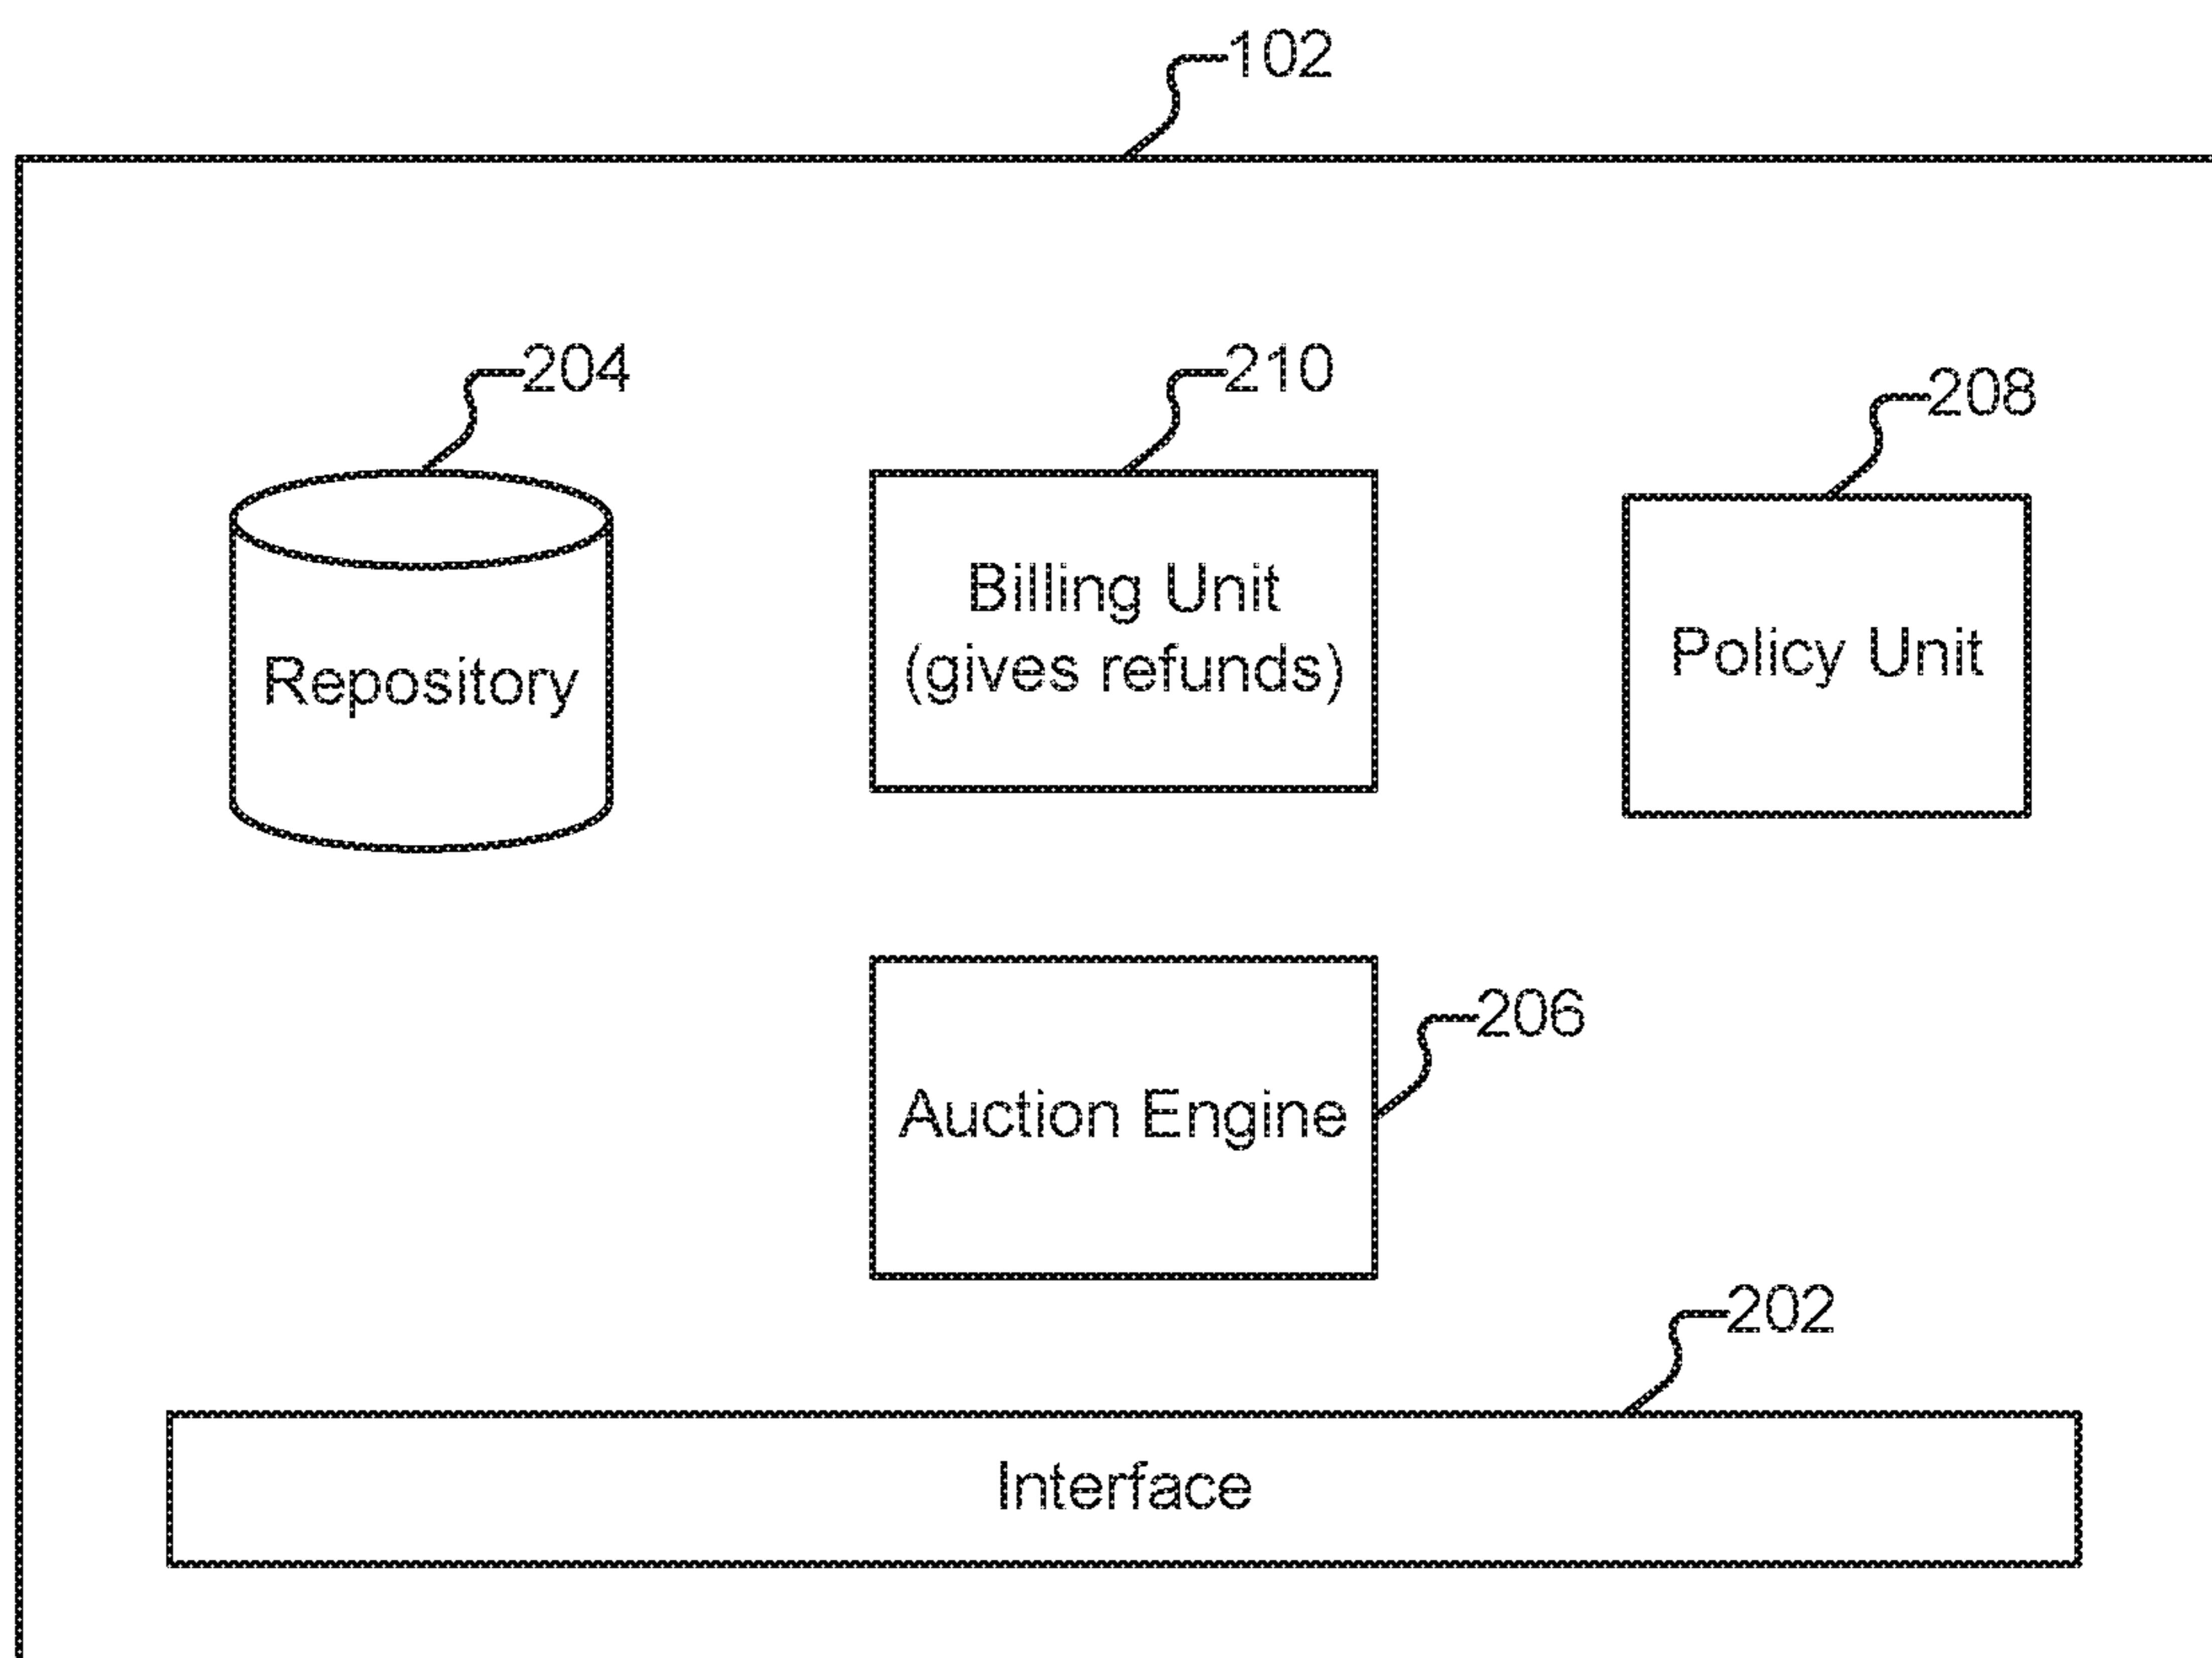 102
204
210
208
Billing Unit
(gives refunds)
Policy Unit
Repository
206
Auction Engine
202
Interface